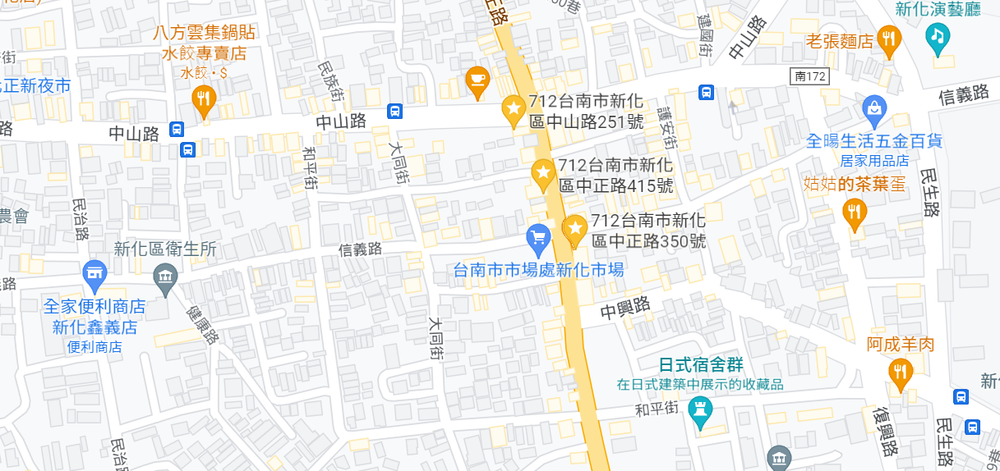 新化演藝廳
正路
建國街
中山路
八方雲集鍋貼
水餃專賣店
水餃・$
老張麵店
南172
民族街
正新夜市
信義路
712台南市新化
區中山路251號
中山路
中山路
護安街
全暘生活五金百貨
居家用品店
和平街
大同街
712台南市新化
區中正路415號
姑姑的茶葉蛋
民生路
民治路
農會
712台南市新化
區中正路350號
新化區衛生所
信義路
台南市市場處新化市場
全家便利商店
新化鑫義店
便利商店
健康路
中興路
大同街
阿成羊肉
日式宿舍群
在日式建築中展示的收藏品
和平街
復興路
民生路
民治路